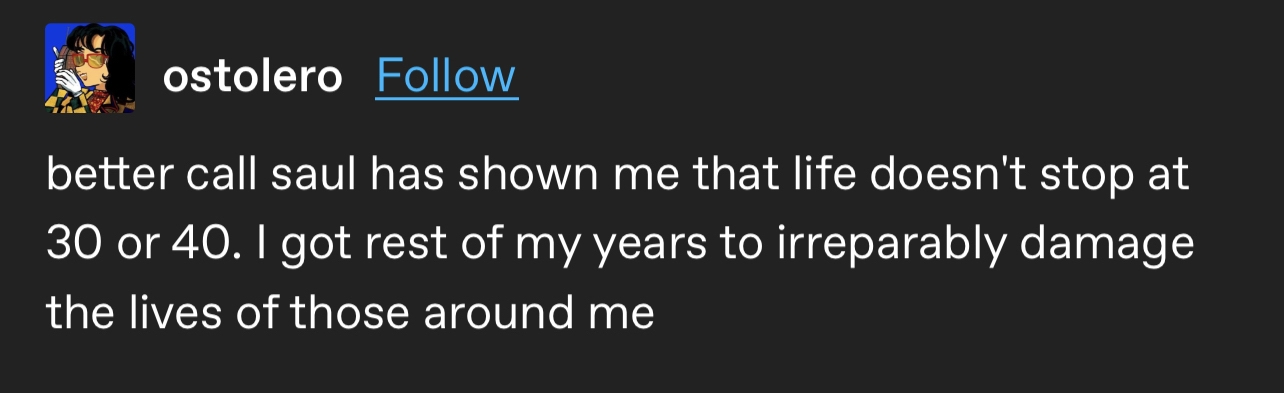 ostolero Follow
better call saul has shown me that life doesn't stop at
30 or 40. I got rest of my years to irreparably damage
the lives of those around me